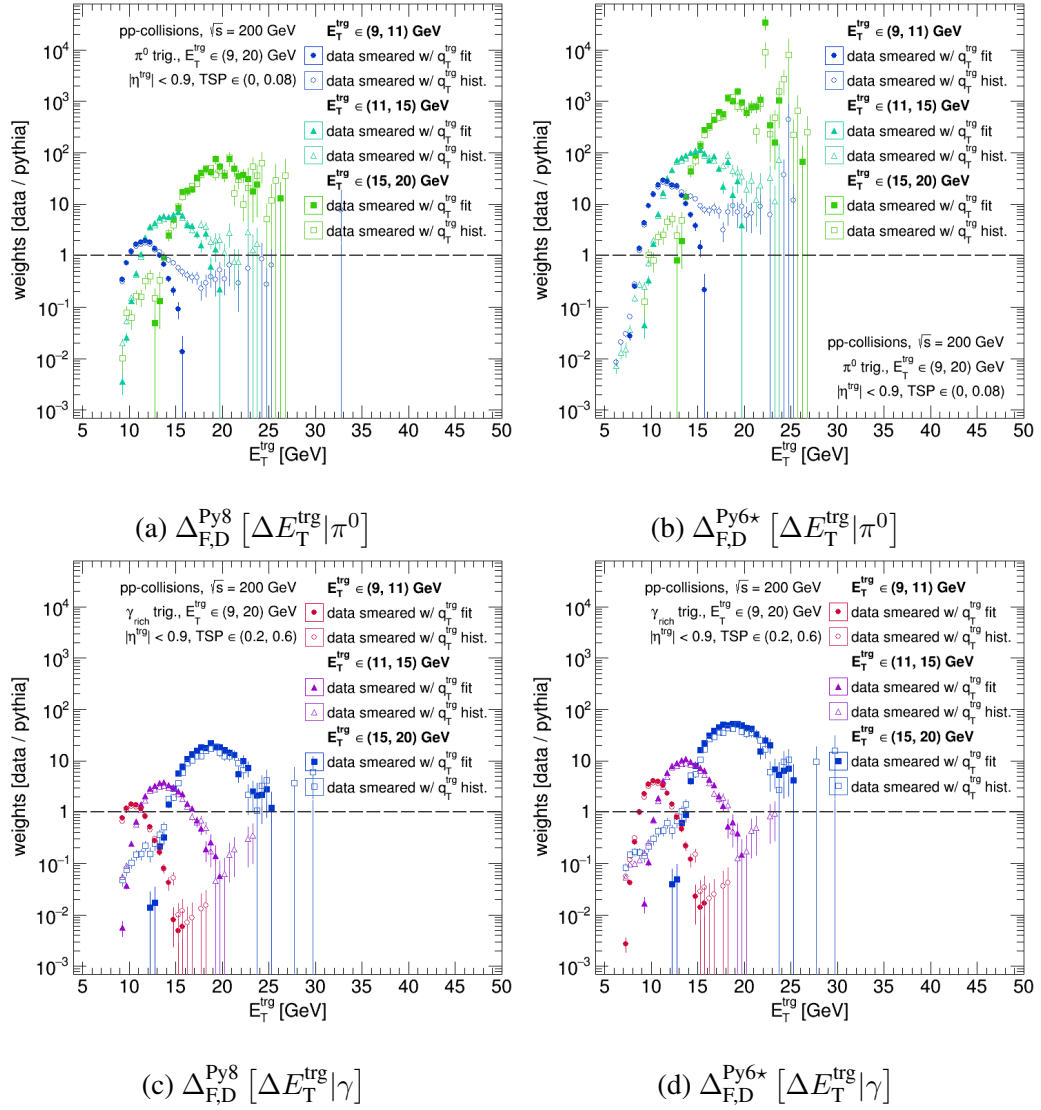 pp-collisions, √s = 200 GeV
π⁰ trig., E_T^trg ∈ (9, 20) GeV
|η^trg| < 0.9, TSP ∈ (0, 0.08)
E_T^trg ∈ (9, 11) GeV
data smeared w/ q_T^trg fit
data smeared w/ q_T^trg hist.
E_T^trg ∈ (11, 15) GeV
data smeared w/ q_T^trg fit
data smeared w/ q_T^trg hist.
E_T^trg ∈ (15, 20) GeV
data smeared w/ q_T^trg fit
data smeared w/ q_T^trg hist.
weights [data / pythia]
10⁴
10³
10²
10
1
10⁻¹
10⁻²
10⁻³
5 10 15 20 25 30 35 40 45 50
E_T^trg [GeV]
(a) Δ_F,D^Py8 [ΔE_T^trg|π⁰]
E_T^trg ∈ (9, 11) GeV
data smeared w/ q_T^trg fit
data smeared w/ q_T^trg hist.
E_T^trg ∈ (11, 15) GeV
data smeared w/ q_T^trg fit
data smeared w/ q_T^trg hist.
E_T^trg ∈ (15, 20) GeV
data smeared w/ q_T^trg fit
data smeared w/ q_T^trg hist.
pp-collisions, √s = 200 GeV
π⁰ trig., E_T^trg ∈ (9, 20) GeV
|η^trg| < 0.9, TSP ∈ (0, 0.08)
weights [data / pythia]
10⁴
10³
10²
10
1
10⁻¹
10⁻²
10⁻³
5 10 15 20 25 30 35 40 45 50
E_T^trg [GeV]
(b) Δ_F,D^Py6⋆ [ΔE_T^trg|π⁰]
pp-collisions, √s = 200 GeV
γ_rich trig., E_T^trg ∈ (9, 20) GeV
|η^trg| < 0.9, TSP ∈ (0.2, 0.6)
E_T^trg ∈ (9, 11) GeV
data smeared w/ q_T^trg fit
data smeared w/ q_T^trg hist.
E_T^trg ∈ (11, 15) GeV
data smeared w/ q_T^trg fit
data smeared w/ q_T^trg hist.
E_T^trg ∈ (15, 20) GeV
data smeared w/ q_T^trg fit
data smeared w/ q_T^trg hist.
weights [data / pythia]
10⁴
10³
10²
10
1
10⁻¹
10⁻²
10⁻³
5 10 15 20 25 30 35 40 45 50
E_T^trg [GeV]
(c) Δ_F,D^Py8 [ΔE_T^trg|γ]
pp-collisions, √s = 200 GeV
γ_rich trig., E_T^trg ∈ (9, 20) GeV
|η^trg| < 0.9, TSP ∈ (0.2, 0.6)
E_T^trg ∈ (9, 11) GeV
data smeared w/ q_T^trg fit
data smeared w/ q_T^trg hist.
E_T^trg ∈ (11, 15) GeV
data smeared w/ q_T^trg fit
data smeared w/ q_T^trg hist.
E_T^trg ∈ (15, 20) GeV
data smeared w/ q_T^trg fit
data smeared w/ q_T^trg hist.
weights [data / pythia]
10⁴
10³
10²
10
1
10⁻¹
10⁻²
10⁻³
5 10 15 20 25 30 35 40 45 50
E_T^trg [GeV]
(d) Δ_F,D^Py6⋆ [ΔE_T^trg|γ]